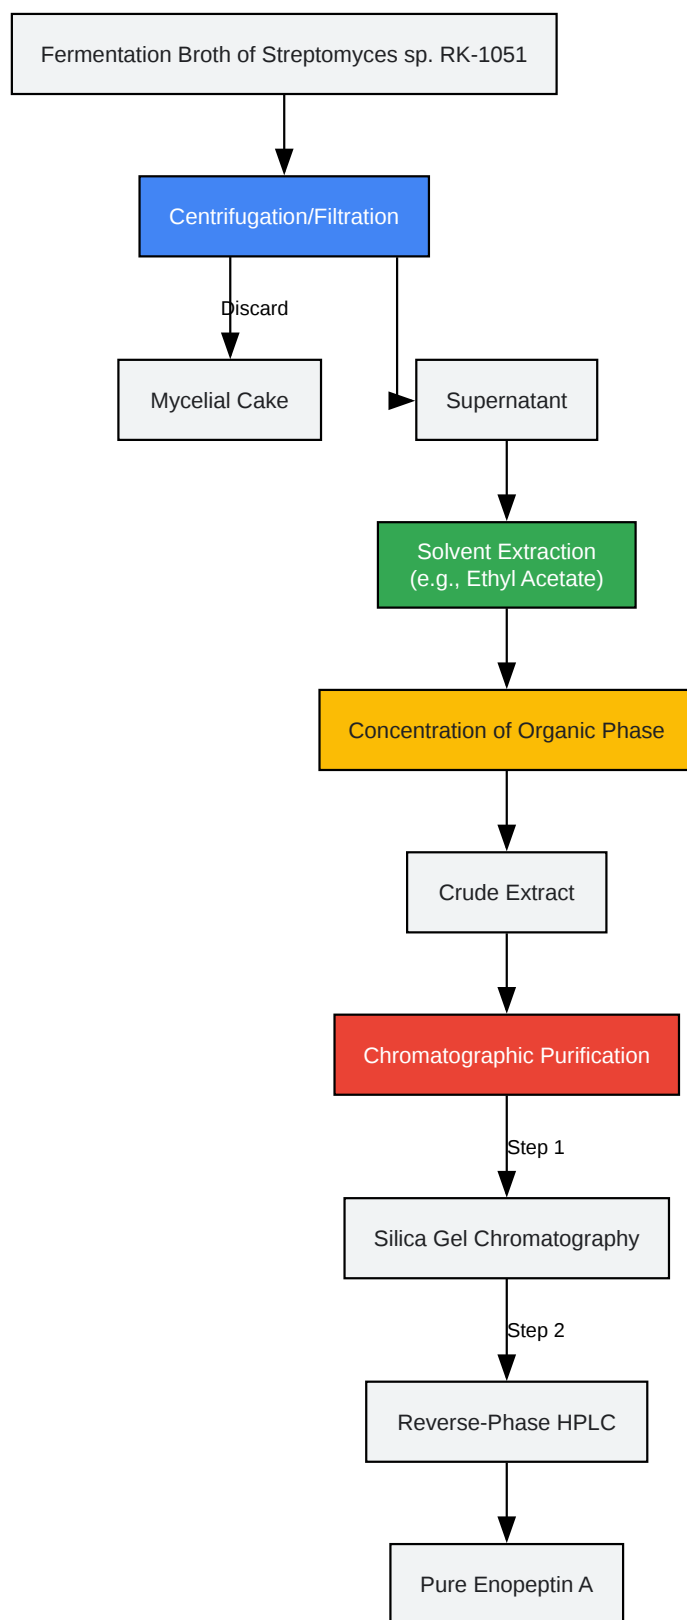 Fermentation Broth of Streptomyces sp. RK-1051
Centrifugation/Filtration
Discard
Mycelial Cake
Supernatant
Solvent Extraction
(e.g., Ethyl Acetate)
Concentration of Organic Phase
Crude Extract
Chromatographic Purification
Step 1
Silica Gel Chromatography
Step 2
Reverse-Phase HPLC
Pure Enopeptin A